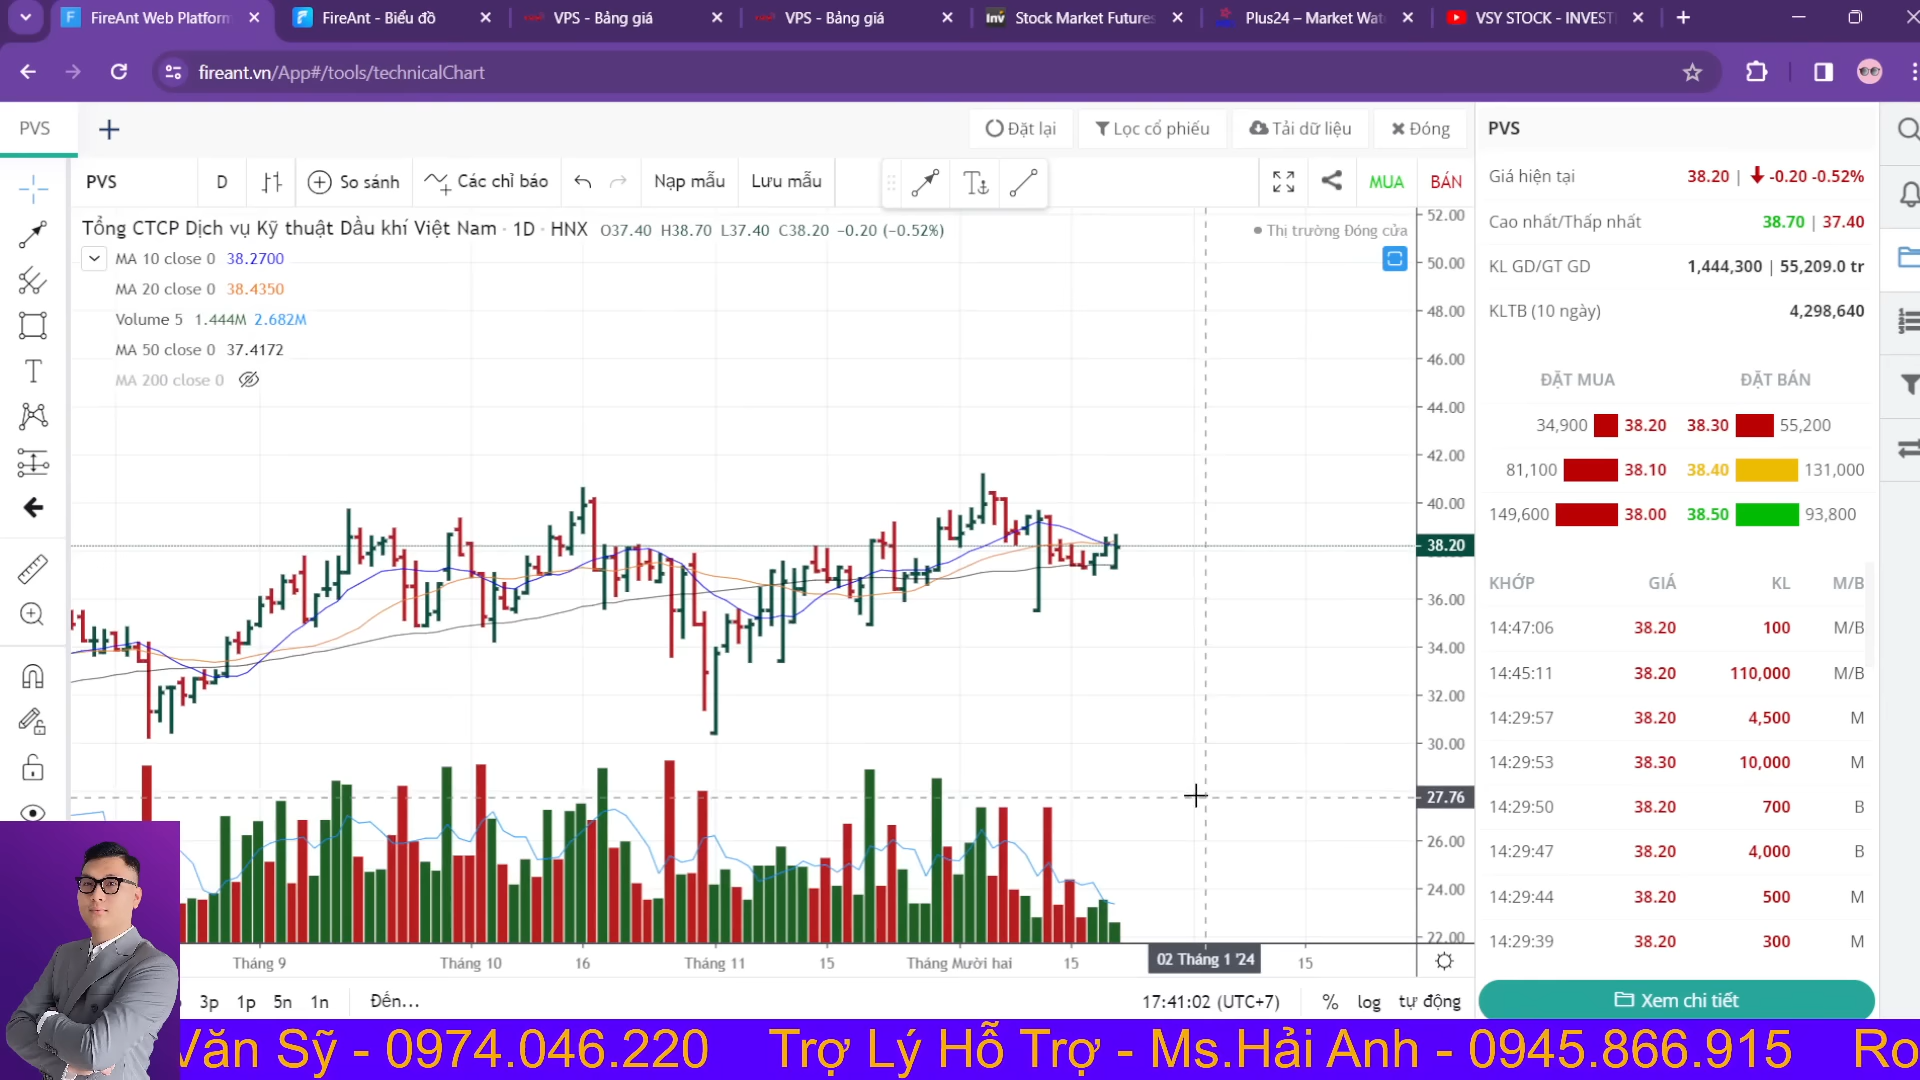 FireAnt Web Platform
FireAnt - Biểu đồ
VPS - Bảng giá
VPS - Bảng giá
Stock Market Futures
Plus24 – Market Wat
VSY STOCK - INVEST
fireant.vn/App#/tools/technicalChart
PVS
Đặt lại
Lọc cổ phiếu
Tải dữ liệu
Đóng
PVS
PVS
D
So sánh
Các chỉ báo
Nạp mẫu
Lưu mẫu
MUA
BÁN
Giá hiện tại
38.20 | -0.20 -0.52%
Tổng CTCP Dịch vụ Kỹ thuật Dầu khí Việt Nam · 1D · HNX O37.40 H38.70 L37.40 C38.20 −0.20 (−0.52%)
Thị trường Đóng cửa
MA 10 close 0 38.2700
MA 20 close 0 38.4350
Volume 5 1.444M 2.682M
MA 50 close 0 37.4172
MA 200 close 0
52.00
50.00
48.00
46.00
44.00
42.00
40.00
38.20
36.00
34.00
32.00
30.00
27.76
26.00
24.00
22.00
Tháng 9
Tháng 10
16
Tháng 11
15
Tháng Mười hai
15
02 Tháng 1 '24
15
3p
1p
5n
1n
Đến...
17:41:02 (UTC+7)
%
log
tự động
Cao nhất/Thấp nhất
38.70 | 37.40
KL GD/GT GD
1,444,300 | 55,209.0 tr
KLTB (10 ngày)
4,298,640
ĐẶT MUA ĐẶT BÁN
34,900 38.20 38.30 55,200
81,100 38.10 38.40 131,000
149,600 38.00 38.50 93,800
KHỚP GIÁ KL M/B
14:47:06 38.20 100 M/B
14:45:11 38.20 110,000 M/B
14:29:57 38.20 4,500 M
14:29:53 38.30 10,000 M
14:29:50 38.20 700 B
14:29:47 38.20 4,000 B
14:29:44 38.20 500 M
14:29:39 38.20 300 M
Xem chi tiết
Văn Sỹ - 0974.046.220 Trợ Lý Hỗ Trợ - Ms.Hải Anh - 0945.866.915 Ro